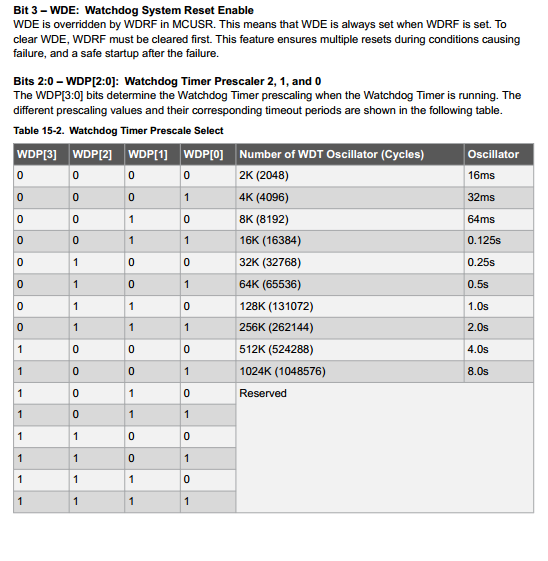 Bit 3 – WDE: Watchdog System Reset Enable
WDE is overridden by WDRF in MCUSR. This means that WDE is always set when WDRF is set. To
clear WDE, WDRF must be cleared first. This feature ensures multiple resets during conditions causing
failure, and a safe startup after the failure.
Bits 2:0 – WDP[2:0]: Watchdog Timer Prescaler 2, 1, and 0
The WDP[3:0] bits determine the Watchdog Timer prescaling when the Watchdog Timer is running. The
different prescaling values and their corresponding timeout periods are shown in the following table.
Table 15-2. Watchdog Timer Prescale Select
WDP[3] WDP[2] WDP[1] WDP[0] Number of WDT Oscillator (Cycles) Oscillator
0 0 0 0 2K (2048) 16ms
0 0 0 1 4K (4096) 32ms
0 0 1 0 8K (8192) 64ms
0 0 1 1 16K (16384) 0.125s
0 1 0 0 32K (32768) 0.25s
0 1 0 1 64K (65536) 0.5s
0 1 1 0 128K (131072) 1.0s
0 1 1 1 256K (262144) 2.0s
1 0 0 0 512K (524288) 4.0s
1 0 0 1 1024K (1048576) 8.0s
1 0 1 0 Reserved
1 0 1 1
1 1 0 0
1 1 0 1
1 1 1 0
1 1 1 1